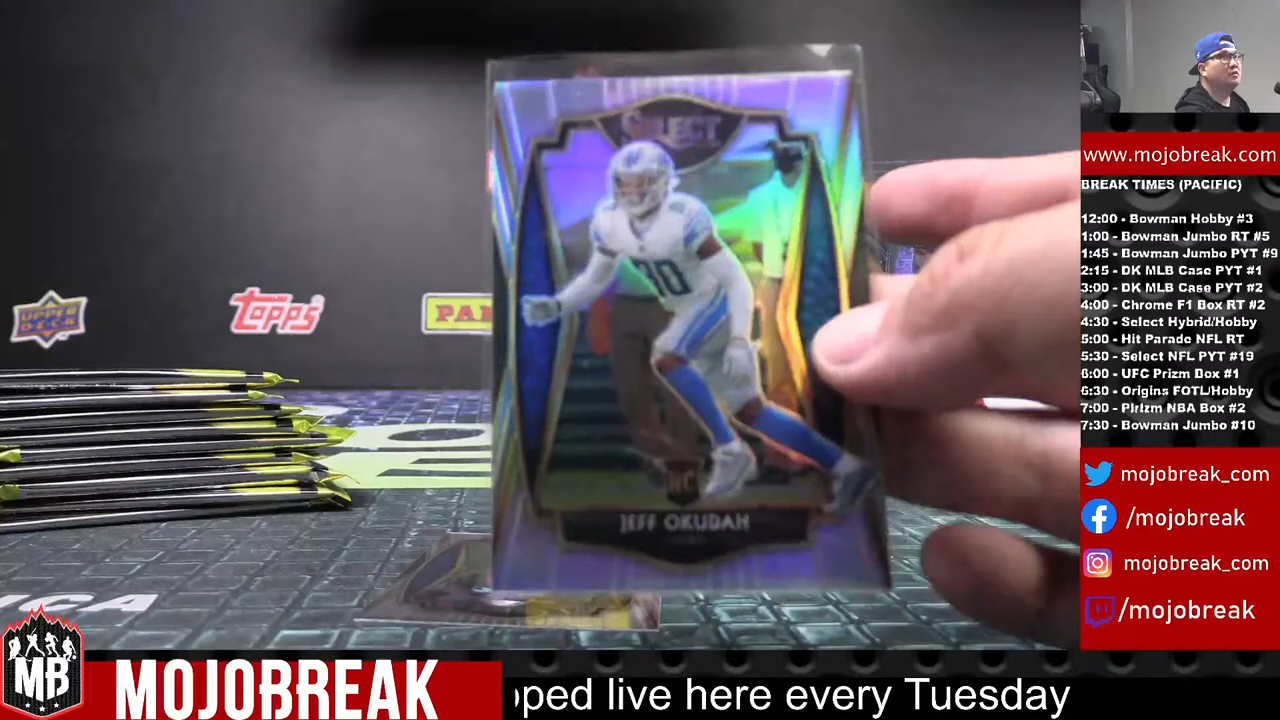 UPPER
DECK
topps
PAN
SELECT
30
RC
JEFF OKUDAH
www.mojobreak.com
BREAK TIMES (PACIFIC)
12:00 - Bowman Hobby #3
1:00 - Bowman Jumbo RT #5
1:45 - Bowman Jumbo PYT #9
2:15 - DK MLB Case PYT #1
3:00 - DK MLB Case PYT #2
4:00 - Chrome F1 Box RT #2
4:30 - Select Hybrid/Hobby
5:00 - Hit Parade NFL RT
5:30 - Select NFL PYT #19
6:00 - UFC Prizm Box #1
6:30 - Origins FOTL/Hobby
7:00 - Pirizm NBA Box #2
7:30 - Bowman Jumbo #10
mojobreak_com
/mojobreak
mojobreak_com
/mojobreak
MB
MOJOBREAK
pped live here every Tuesday